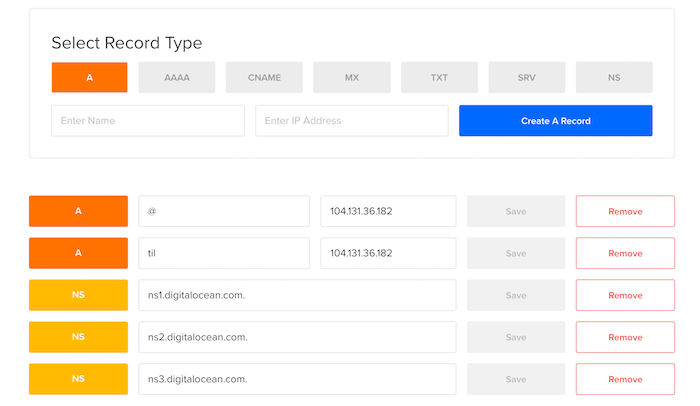 Select Record Type
A AAAA CNAME MX TXT SRV NS
Enter Name Enter IP Address Create A Record
A @ 104.131.36.182 Save Remove
A til 104.131.36.182 Save Remove
NS ns1.digitalocean.com. Save Remove
NS ns2.digitalocean.com. Save Remove
NS ns3.digitalocean.com. Save Remove